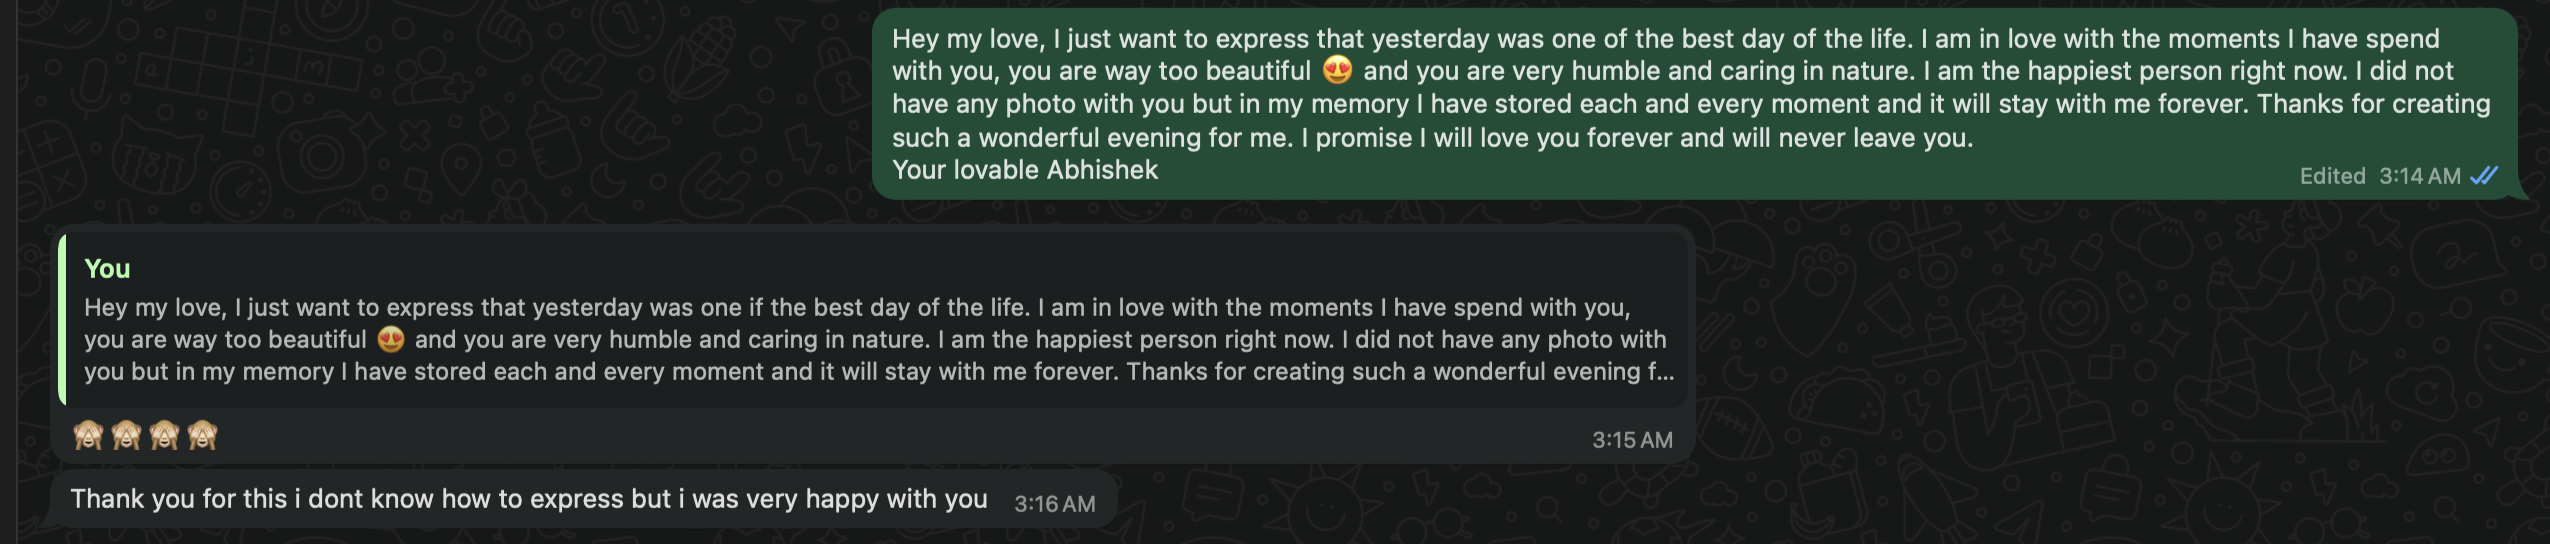 Hey my love, I just want to express that yesterday was one of the best day of the life. I am in love with the moments I have spend
with you, you are way too beautiful 😍 and you are very humble and caring in nature. I am the happiest person right now. I did not
have any photo with you but in my memory I have stored each and every moment and it will stay with me forever. Thanks for creating
such a wonderful evening for me. I promise I will love you forever and will never leave you.
Your lovable Abhishek
Edited 3:14 AM
You
Hey my love, I just want to express that yesterday was one if the best day of the life. I am in love with the moments I have spend with you,
you are way too beautiful 😍 and you are very humble and caring in nature. I am the happiest person right now. I did not have any photo with
you but in my memory I have stored each and every moment and it will stay with me forever. Thanks for creating such a wonderful evening f...
🙈🙈🙈🙈 3:15 AM
Thank you for this i dont know how to express but i was very happy with you 3:16 AM